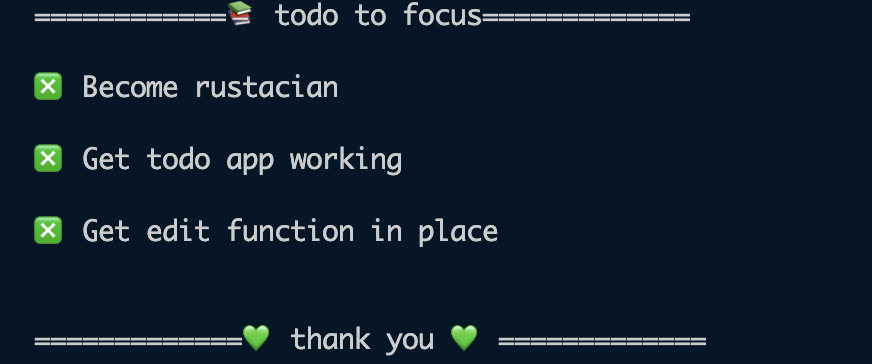 ============📚 todo to focus=============
❎ Become rustacian
❎ Get todo app working
❎ Get edit function in place
=============💚 thank you 💚 =============